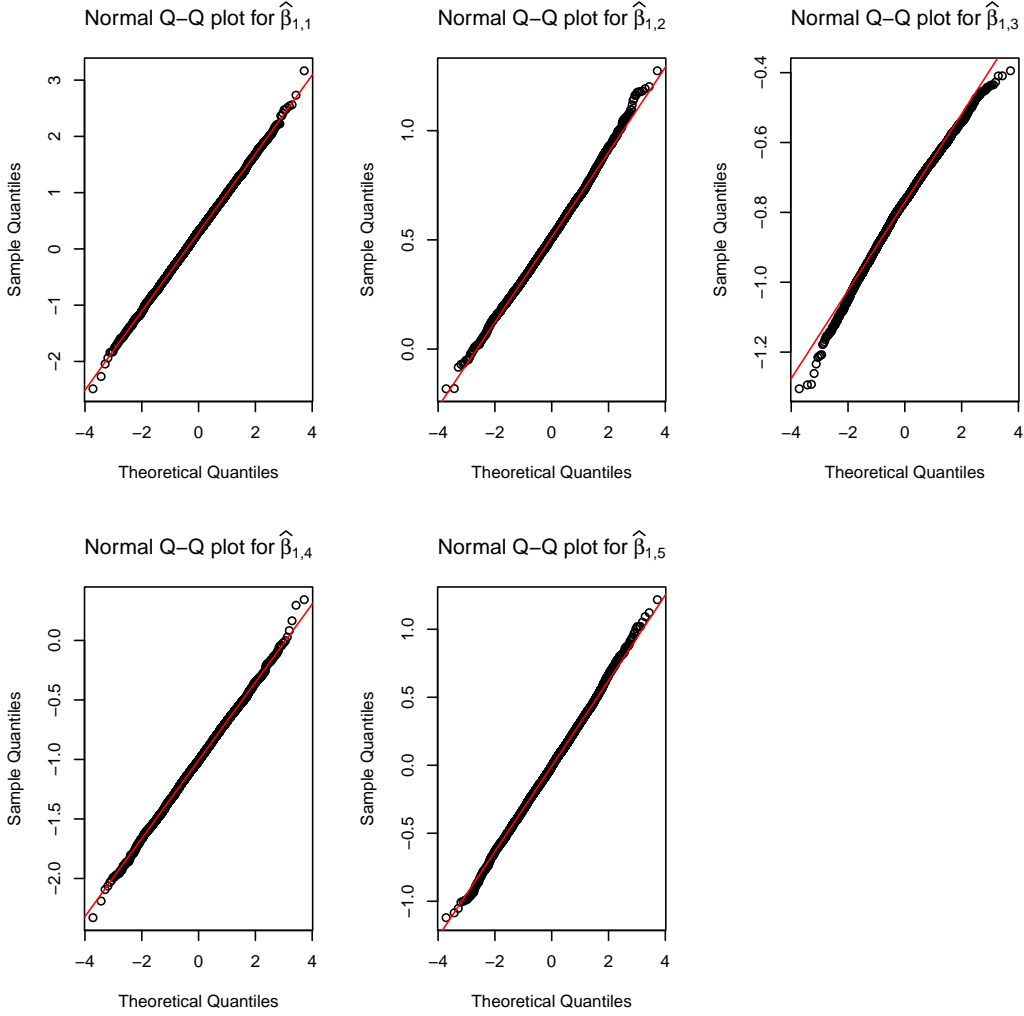 Normal Q−Q plot for β̂1,1
3
2
1
0
−1
−2
Sample Quantiles
−4 −2 0 2 4
Theoretical Quantiles
Normal Q−Q plot for β̂1,2
1.0
0.5
0.0
Sample Quantiles
−4 −2 0 2 4
Theoretical Quantiles
Normal Q−Q plot for β̂1,3
−0.4
−0.6
−0.8
−1.0
−1.2
Sample Quantiles
−4 −2 0 2 4
Theoretical Quantiles
Normal Q−Q plot for β̂1,4
0.0
−0.5
−1.0
−1.5
−2.0
Sample Quantiles
−4 −2 0 2 4
Theoretical Quantiles
Normal Q−Q plot for β̂1,5
1.0
0.5
0.0
−0.5
−1.0
Sample Quantiles
−4 −2 0 2 4
Theoretical Quantiles